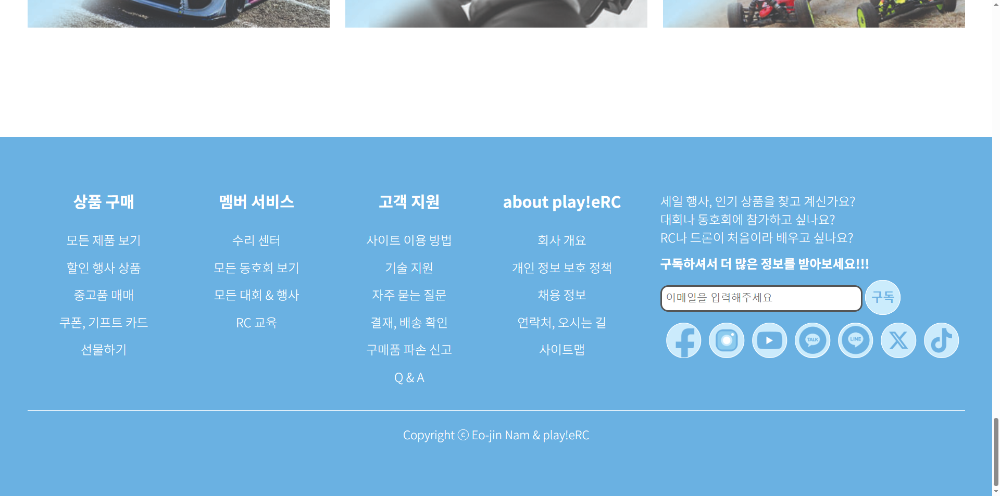 상품 구매
모든 제품 보기
할인 행사 상품
중고품 매매
쿠폰, 기프트 카드
선물하기
멤버 서비스
수리 센터
모든 동호회 보기
모든 대회 & 행사
RC 교육
고객 지원
사이트 이용 방법
기술 지원
자주 묻는 질문
결재, 배송 확인
구매품 파손 신고
Q & A
about play!eRC
회사 개요
개인 정보 보호 정책
채용 정보
연락처, 오시는 길
사이트맵
세일 행사, 인기 상품을 찾고 계신가요?
대회나 동호회에 참가하고 싶나요?
RC나 드론이 처음이라 배우고 싶나요?
구독하셔서 더 많은 정보를 받아보세요!!!
이메일을 입력해주세요
구독
TALK
LINE
Copyright ⓒ Eo-jin Nam & play!eRC